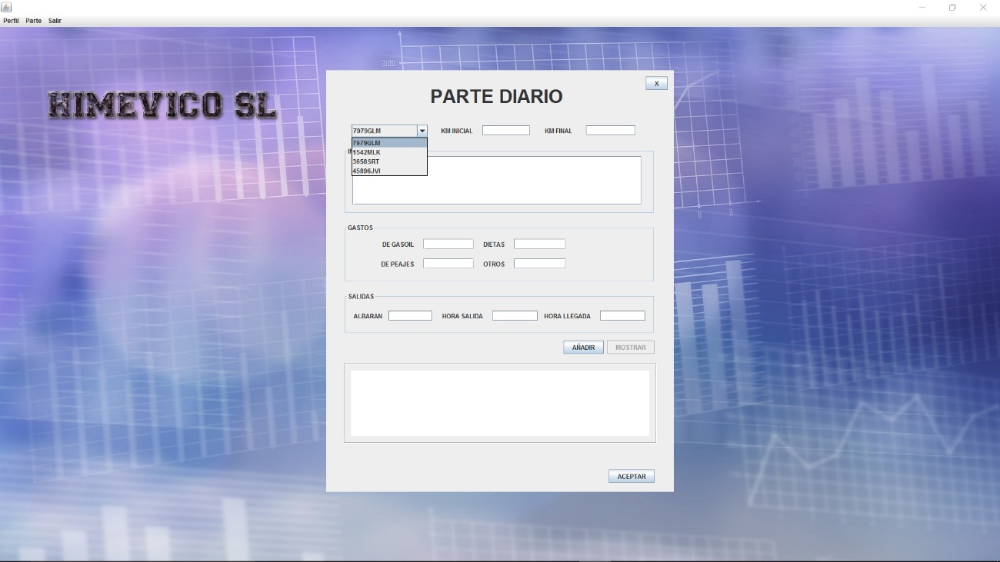 Perfil Parte Salir
HIMEVICO SL
X
PARTE DIARIO
7979GLM KM INICIAL KM FINAL
7979GLM
1542MLK
3658SRT
45896JVI
GASTOS
DE GASOIL DIETAS
DE PEAJES OTROS
SALIDAS
ALBARAN HORA SALIDA HORA LLEGADA
AÑADIR MOSTRAR
ACEPTAR